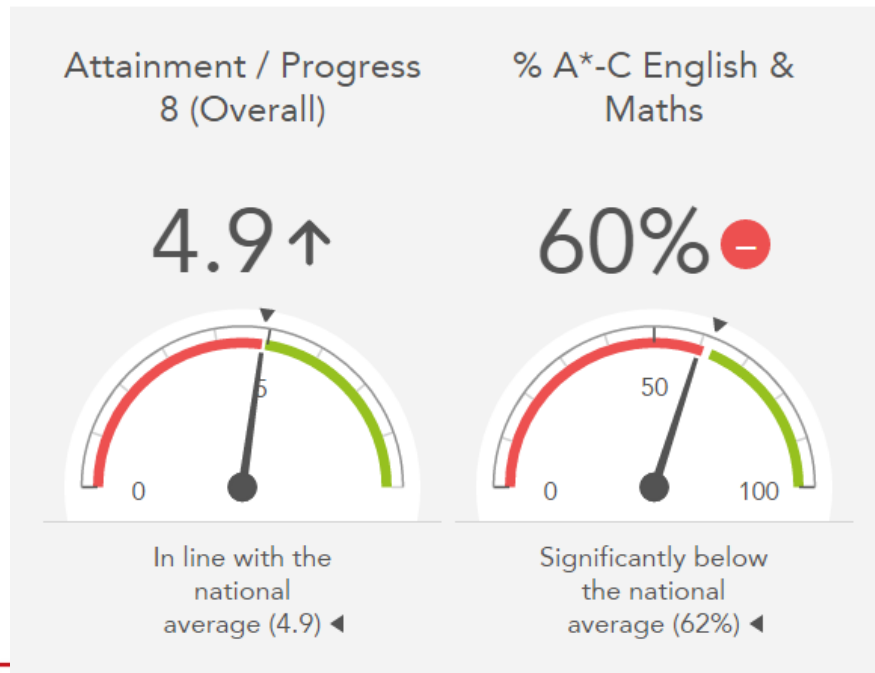 Attainment / Progress
8 (Overall)
4.9↑
0
5
In line with the
national
average (4.9) ◀
% A*-C English &
Maths
60% –
0
50
100
Significantly below
the national
average (62%) ◀